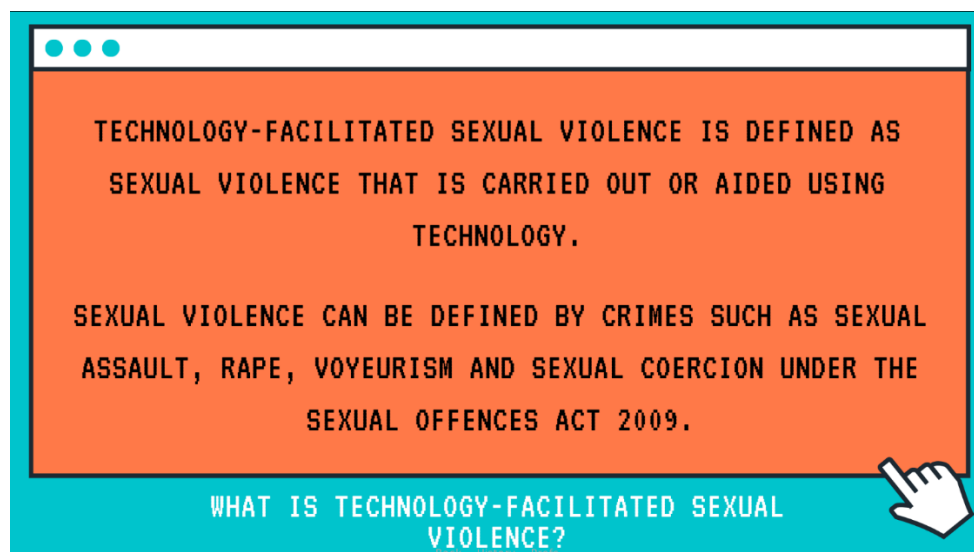 TECHNOLOGY-FACILITATED SEXUAL VIOLENCE IS DEFINED AS
SEXUAL VIOLENCE THAT IS CARRIED OUT OR AIDED USING
TECHNOLOGY.
SEXUAL VIOLENCE CAN BE DEFINED BY CRIMES SUCH AS SEXUAL
ASSAULT, RAPE, VOYEURISM AND SEXUAL COERCION UNDER THE
SEXUAL OFFENCES ACT 2009.
WHAT IS TECHNOLOGY-FACILITATED SEXUAL
VIOLENCE?